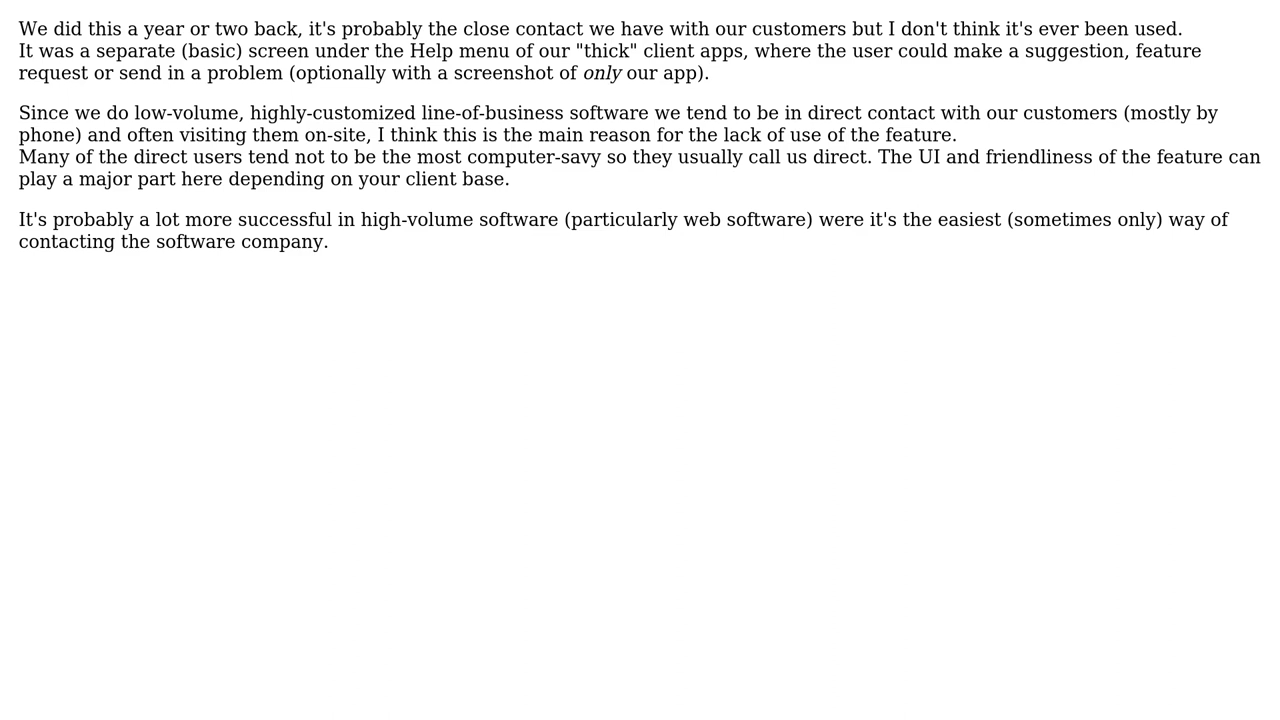 We did this a year or two back, it's probably the close contact we have with our customers but I don't think it's ever been used.
It was a separate (basic) screen under the Help menu of our "thick" client apps, where the user could make a suggestion, feature
request or send in a problem (optionally with a screenshot of only our app).
Since we do low-volume, highly-customized line-of-business software we tend to be in direct contact with our customers (mostly by
phone) and often visiting them on-site, I think this is the main reason for the lack of use of the feature.
Many of the direct users tend not to be the most computer-savy so they usually call us direct. The UI and friendliness of the feature can
play a major part here depending on your client base.
It's probably a lot more successful in high-volume software (particularly web software) were it's the easiest (sometimes only) way of
contacting the software company.